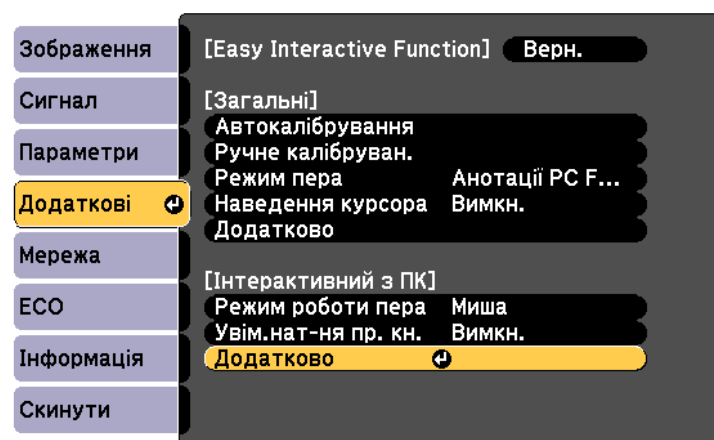 Зображення
Сигнал
Параметри
Додаткові
Мережа
ECO
Інформація
Скинути
[Easy Interactive Function] Верн.
[Загальні]
Автокалібрування
Ручне калібруван.
Режим пера Анотації PC F...
Наведення курсора Вимкн.
Додатково
[Інтерактивний з ПК]
Режим роботи пера Миша
Увім.нат-ня пр. кн. Вимкн.
Додатково